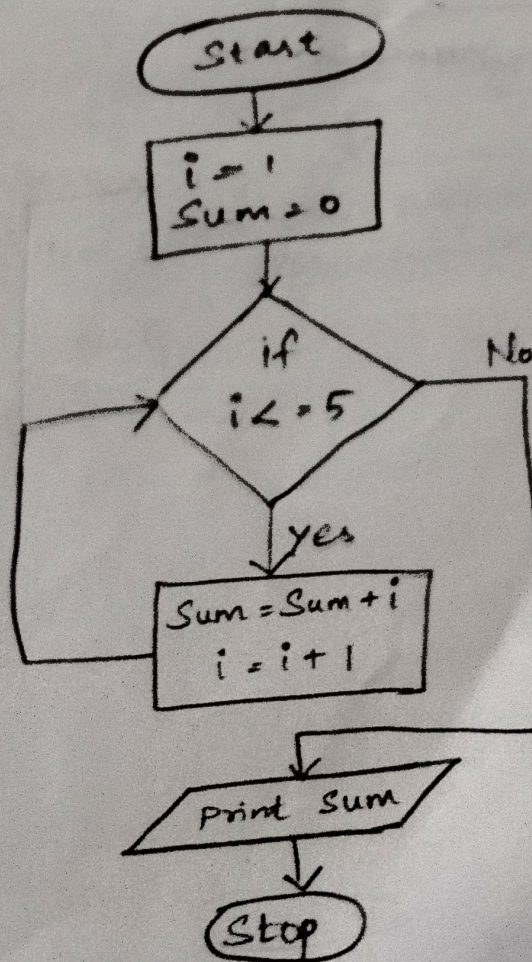 Start
i = 1
Sum = 0
if
i <= 5
No
yes
Sum = Sum + i
i = i + 1
Print Sum
Stop